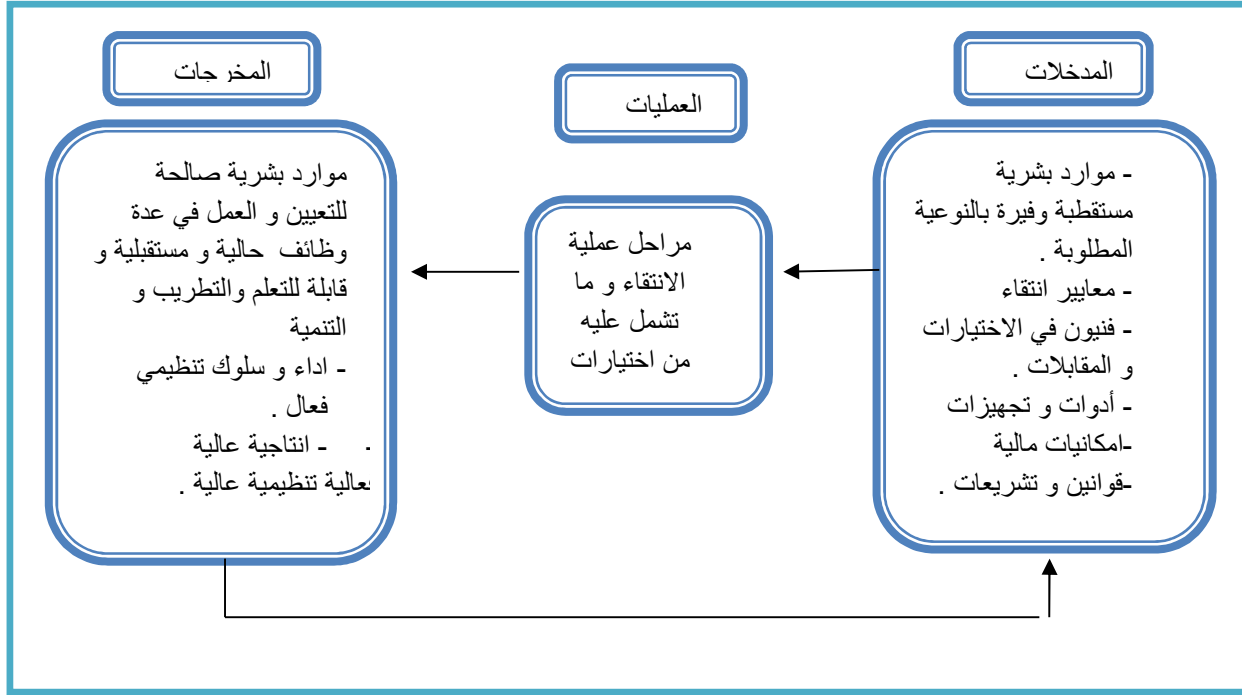 المدخلات
- موارد بشرية
مستقطبة وفيرة بالنوعية
المطلوبة .
- معايير انتقاء
- فنيون في الاختيارات
و المقابلات .
- أدوات و تجهيزات
-امكانيات مالية
-قوانين و تشريعات .
العمليات
مراحل عملية
الانتقاء و ما
تشمل عليه
من اختيارات
المخرجات
موارد بشرية صالحة
للتعيين و العمل في عدة
وظائف حالية و مستقبلية و
قابلة للتعلم والتطريب و
التنمية
- اداء و سلوك تنظيمي
فعال .
- انتاجية عالية
تنظيمية عالية .